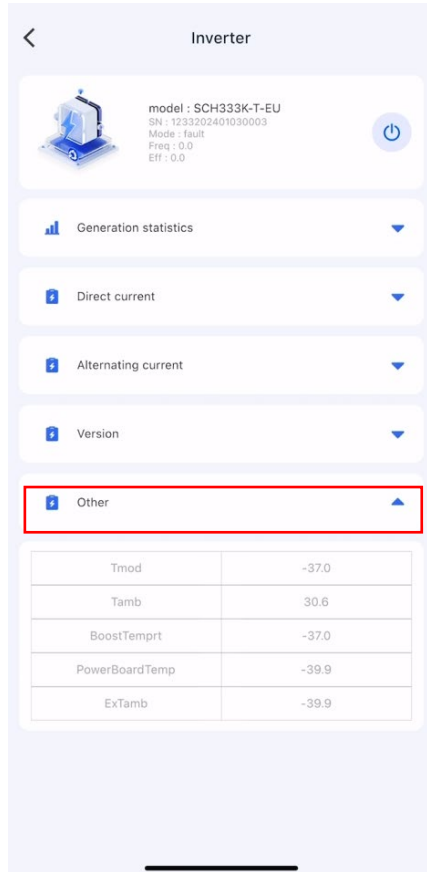 Inverter
model : SCH333K-T-EU
SN : 1233202401030003
Mode : fault
Freq : 0.0
Eff : 0.0
Generation statistics
Direct current
Alternating current
Version
Other
Tmod -37.0
Tamb 30.6
BoostTemprt -37.0
PowerBoardTemp -39.9
ExTamb -39.9